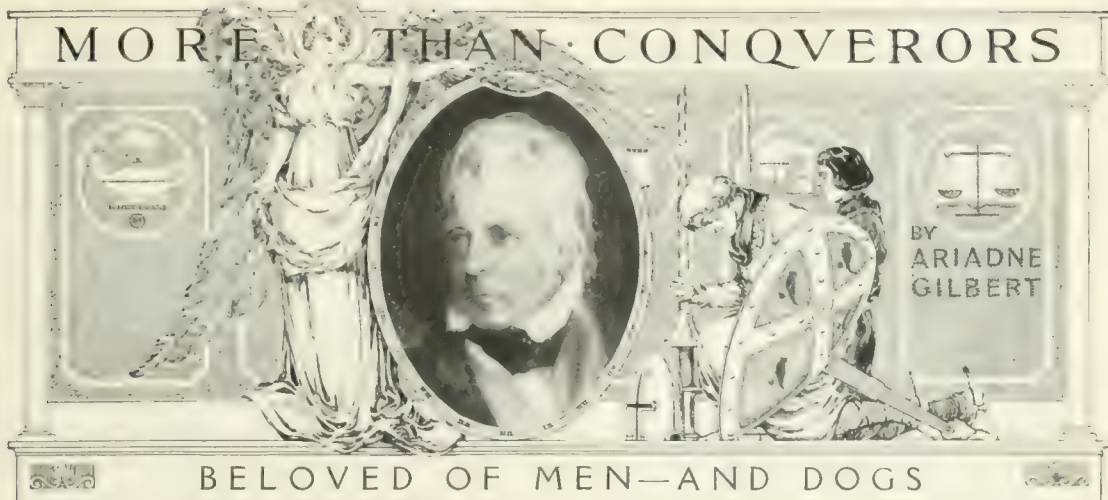 MORE THAN CONQVERORS
BY
ARIADNE
GILBERT
BELOVED OF MEN—AND DOGS